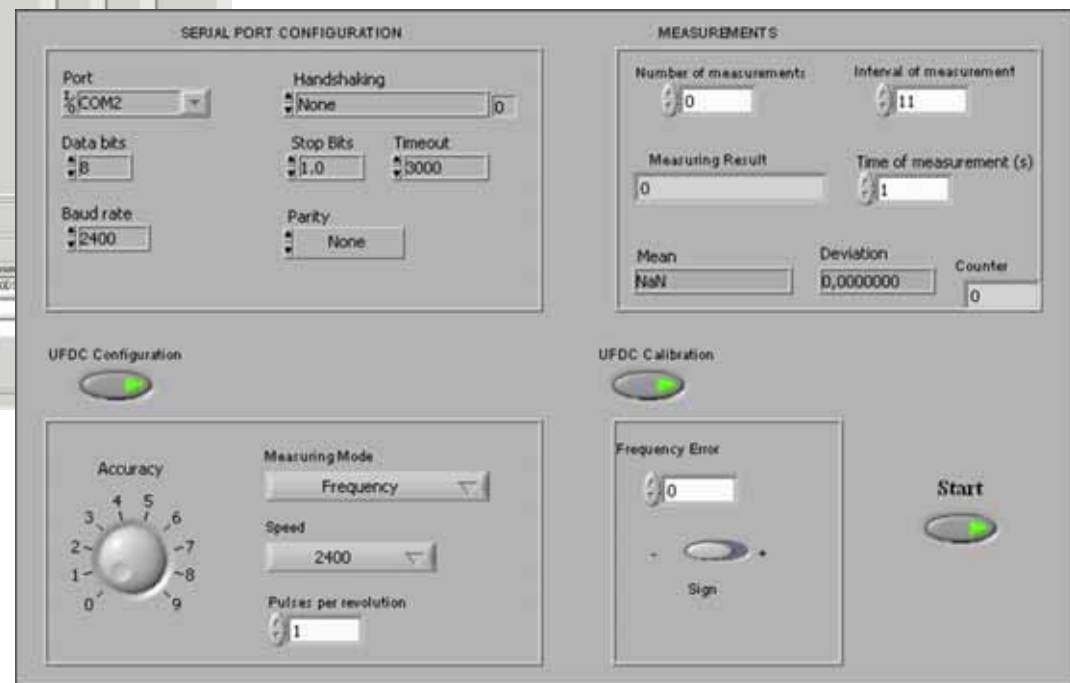 SERIAL PORT CONFIGURATION
Port
COM2
Handshaking
None
0
Data bits
8
Stop Bits
1.0
Timeout
3000
Baud rate
2400
Parity
None
MEASUREMENTS
Number of measurements
0
Interval of measurement
11
Measuring Result
0
Time of measurement (s)
1
Mean
NaN
Deviation
0,0000000
Counter
0
UFDC Configuration
UFDC Calibration
Accuracy
0 1 2 3 4 5 6 7 8 9
Measuring Mode
Frequency
Speed
2400
Pulses per revolution
1
Frequency Error
0
- +
Sign
Start